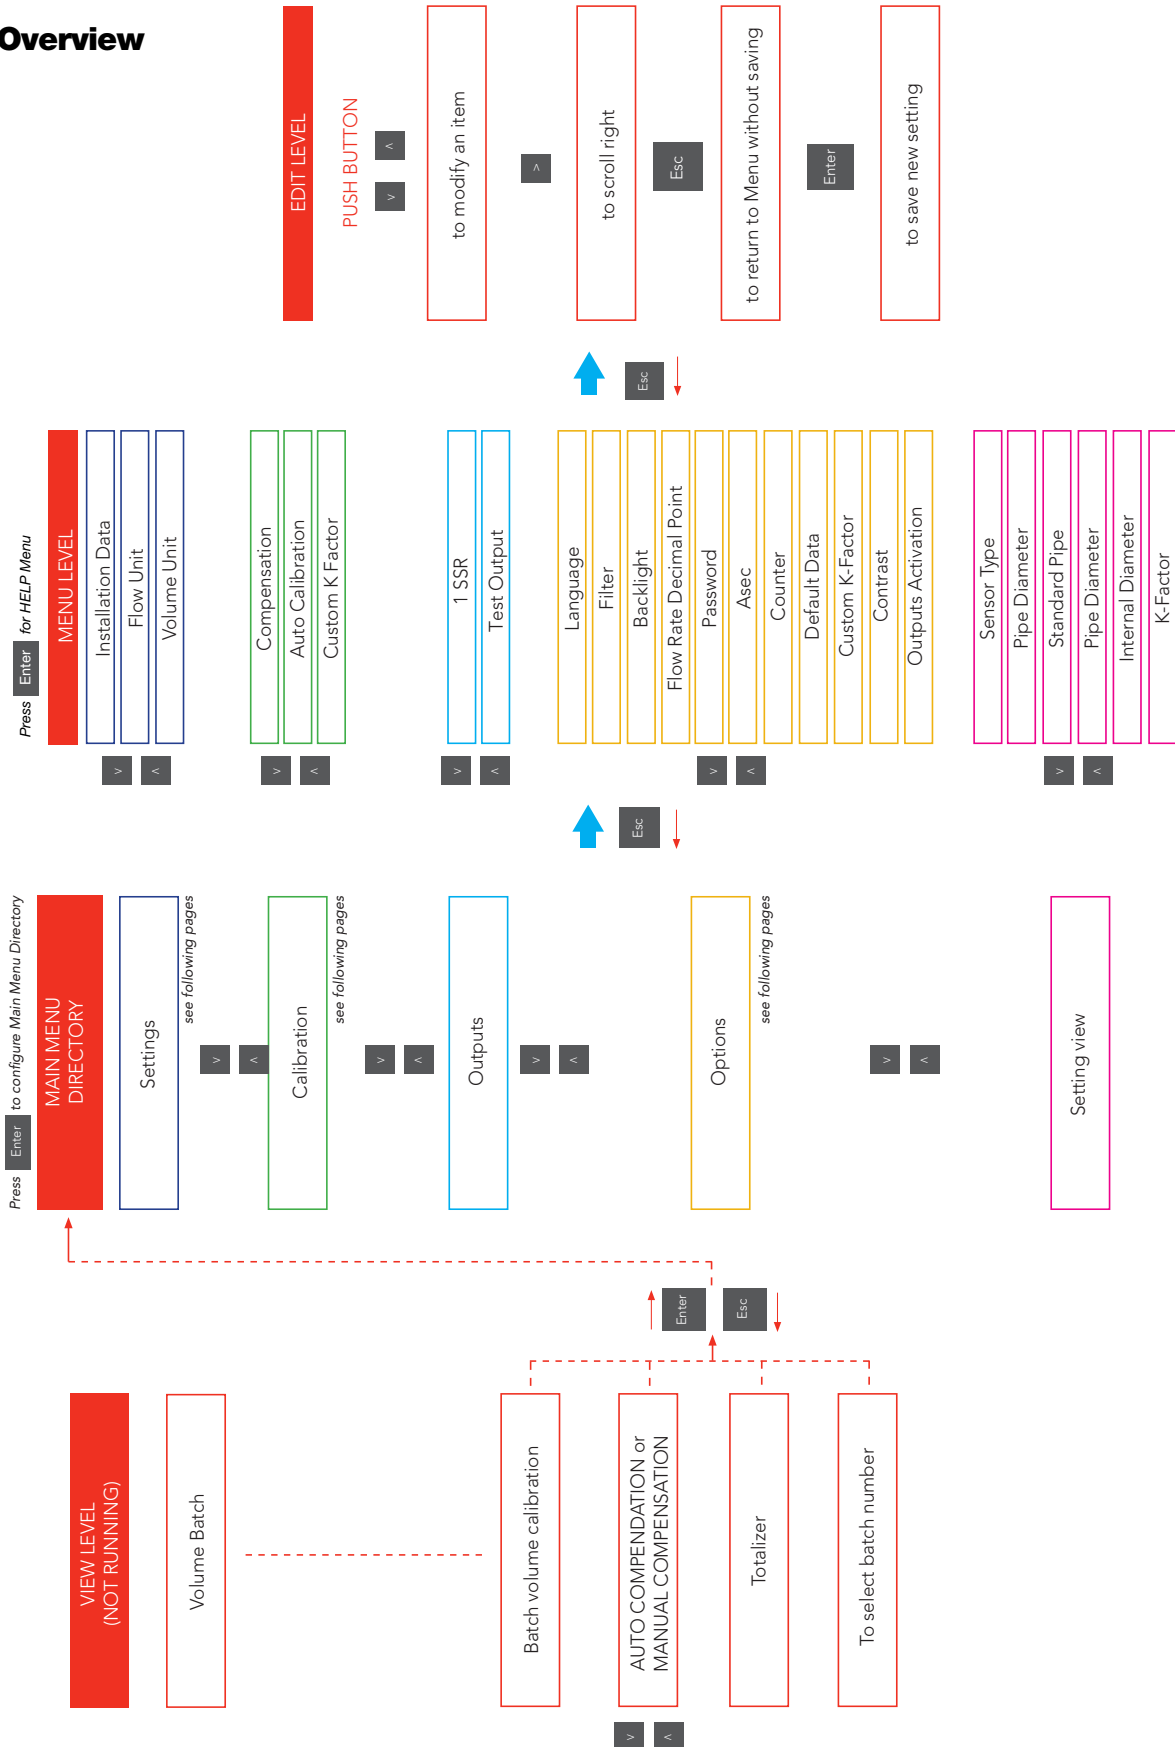 Overview
VIEW LEVEL
(NOT RUNNING)
Volume Batch
Batch volume calibration
AUTO COMPENDATION or
MANUAL COMPENSATION
Totalizer
To select batch number
v
^
Enter
Esc
Press Enter to configure Main Menu Directory
MAIN MENU
DIRECTORY
Settings
see following pages
v
^
Calibration
see following pages
v
^
Outputs
v
^
Options
see following pages
v
^
Setting view
Esc
Press Enter for HELP Menu
MENU LEVEL
Installation Data
Flow Unit
Volume Unit
v
^
Compensation
Auto Calibration
Custom K Factor
v
^
1 SSR
Test Output
v
^
Language
Filter
Backlight
Flow Rate Decimal Point
Password
Asec
Counter
Default Data
Custom K-Factor
Contrast
Outputs Activation
v
^
Sensor Type
Pipe Diameter
Standard Pipe
Pipe Diameter
Internal Diameter
K-Factor
v
^
Esc
EDIT LEVEL
PUSH BUTTON
v ^
to modify an item
>
to scroll right
Esc
to return to Menu without saving
Enter
to save new setting